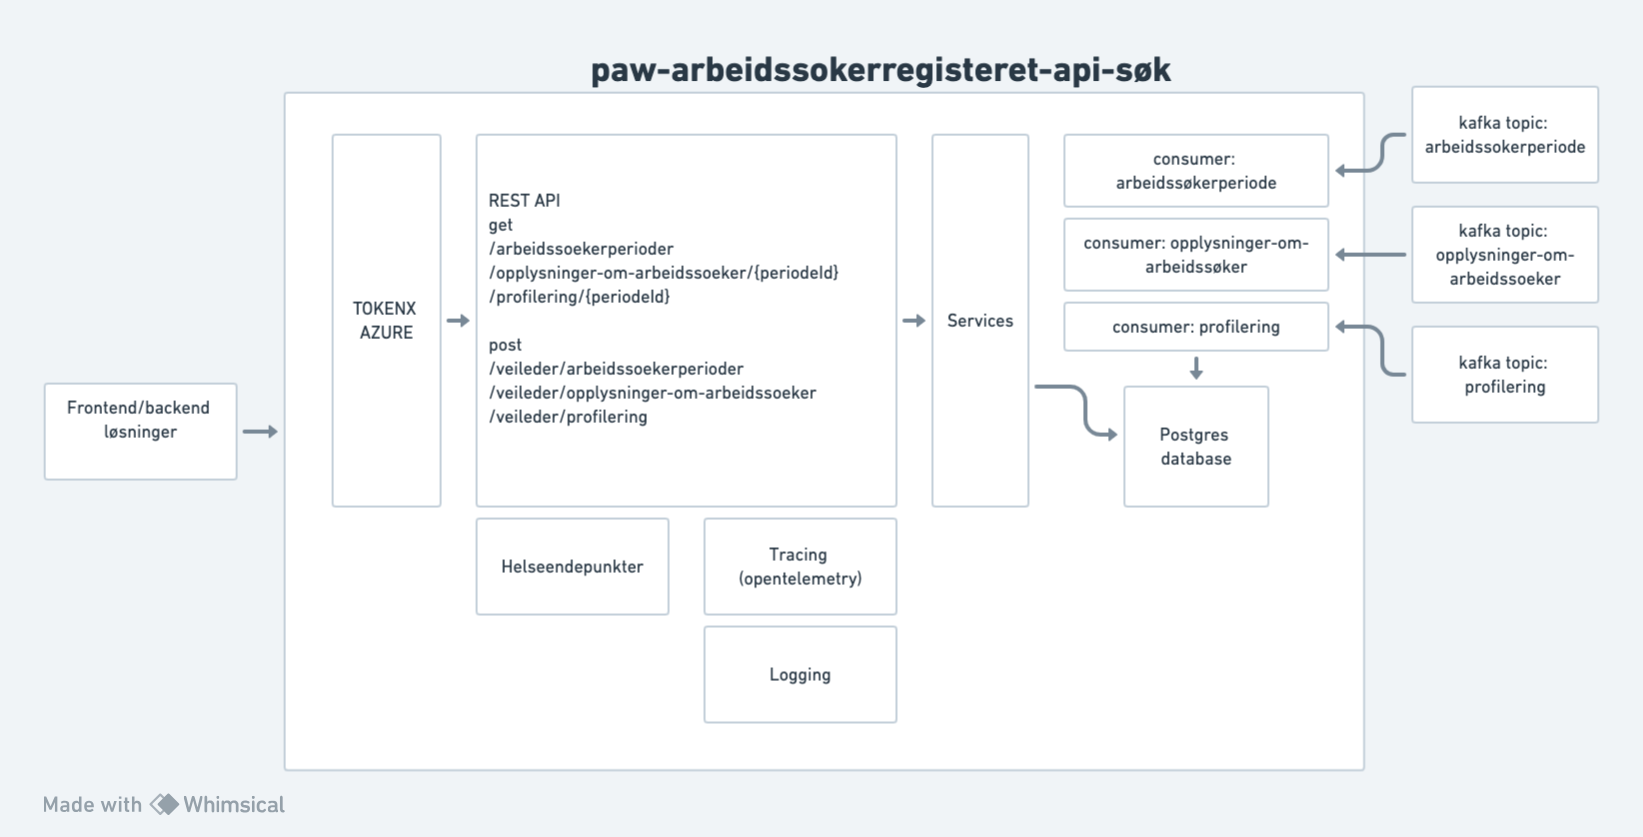 paw-arbeidssokerregisteret-api-søk
Frontend/backend
løsninger
TOKENX
AZURE
REST API
get
/arbeidssoekerperioder
/opplysninger-om-arbeidssoeker/{periodeId}
/profilering/{periodeId}
post
/veileder/arbeidssoekerperioder
/veileder/opplysninger-om-arbeidssoeker
/veileder/profilering
Services
consumer:
arbeidssøkerperiode
consumer: opplysninger-om-
arbeidssøker
consumer: profilering
Postgres
database
kafka topic:
arbeidssokerperiode
kafka topic:
opplysninger-om-
arbeidssoeker
kafka topic:
profilering
Helseendepunkter
Tracing
(opentelemetry)
Logging
Made with Whimsical